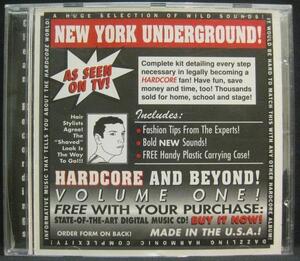 A HUGE SELECTION OF WILD SOUNDS!
NEW YORK UNDERGROUND!
AS SEEN
ON TV!
Complete kit detailing every step
necessary in legally becoming a
HARDCORE fan! Have fun, save
money and time, too! Thousands
sold for home, school and stage!
Hair
Stylists
Agree!
The
"Shaved"
Look Is
The Way
To Go!!!
Includes:
• Fashion Tips From The Experts!
• Bold NEW Sounds!
• FREE Handy Plastic Carrying Case!
HARDCORE AND BEYOND!
VOLUME ONE!
FREE WITH YOUR PURCHASE:
STATE-OF-THE-ART DIGITAL MUSIC CD! BUY IT NOW!
ORDER FORM ON BACK!
MADE IN THE U.S.A.!
DAZZLING HARMONIC COMPLEXITY!
INFORMATIVE MUSIC THAT TELLS YOU ABOUT THE HARDCORE WORLD!
IT WOULD BE HARD TO MATCH THIS WITH ANY OTHER HARDCORE